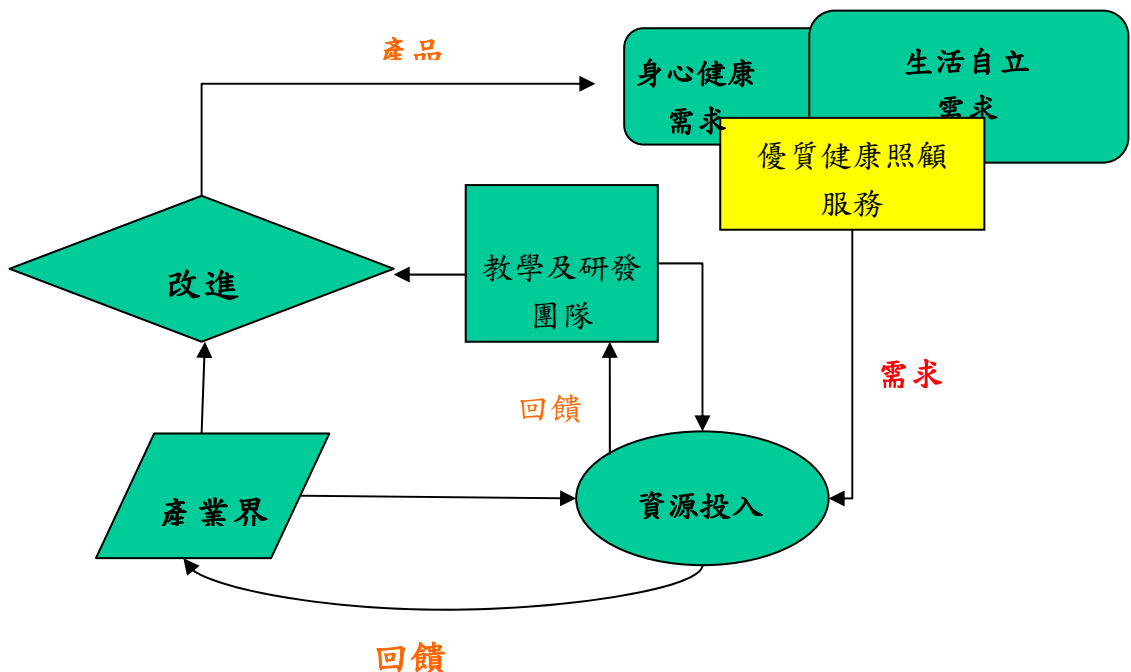 產品
身心健康
需求
生活自立
需求
優質健康照顧
服務
改進
教學及研發
團隊
需求
回饋
產業界
資源投入
回饋